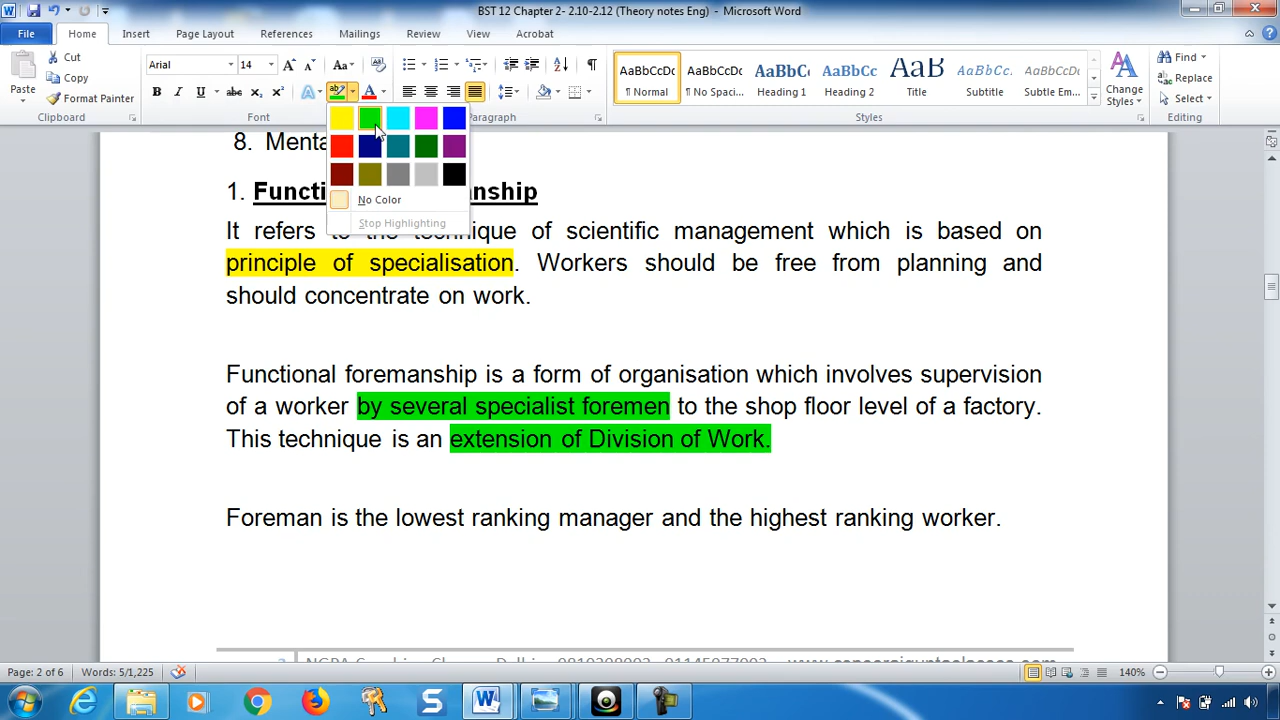 BST 12 Chapter 2- 2.10-2.12 (Theory notes Eng) - Microsoft Word
File Home Insert Page Layout References Mailings Review View Acrobat
Cut
Copy
Paste
Format Painter
Clipboard
Arial 14
Font
Paragraph
AaBbCcDc AaBbCcDc AaBbCc AaBbCc AaB AaBbCcDc AaBbCcDc
¶ Normal ¶ No Spaci... Heading 1 Heading 2 Title Subtitle Subtle Em...
Change Styles
Styles
Find
Replace
Select
Editing
No Color
Stop Highlighting
8. Menta
1. Functi anship
It refers to the technique of scientific management which is based on
principle of specialisation. Workers should be free from planning and
should concentrate on work.
Functional foremanship is a form of organisation which involves supervision
of a worker by several specialist foremen to the shop floor level of a factory.
This technique is an extension of Division of Work.
Foreman is the lowest ranking manager and the highest ranking worker.
Page: 2 of 6 Words: 5/1,225 140%